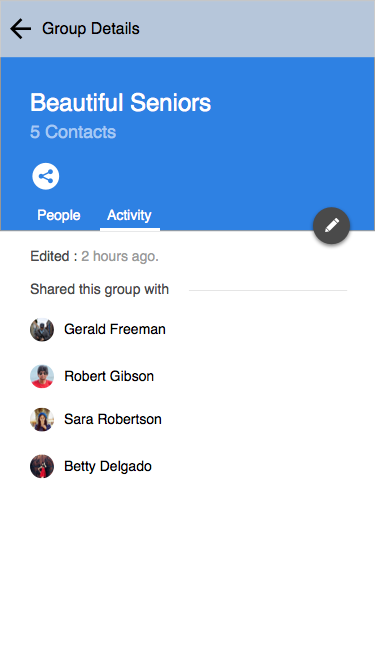 Group Details
Beautiful Seniors
5 Contacts
People Activity
Edited : 2 hours ago.
Shared this group with
Gerald Freeman
Robert Gibson
Sara Robertson
Betty Delgado